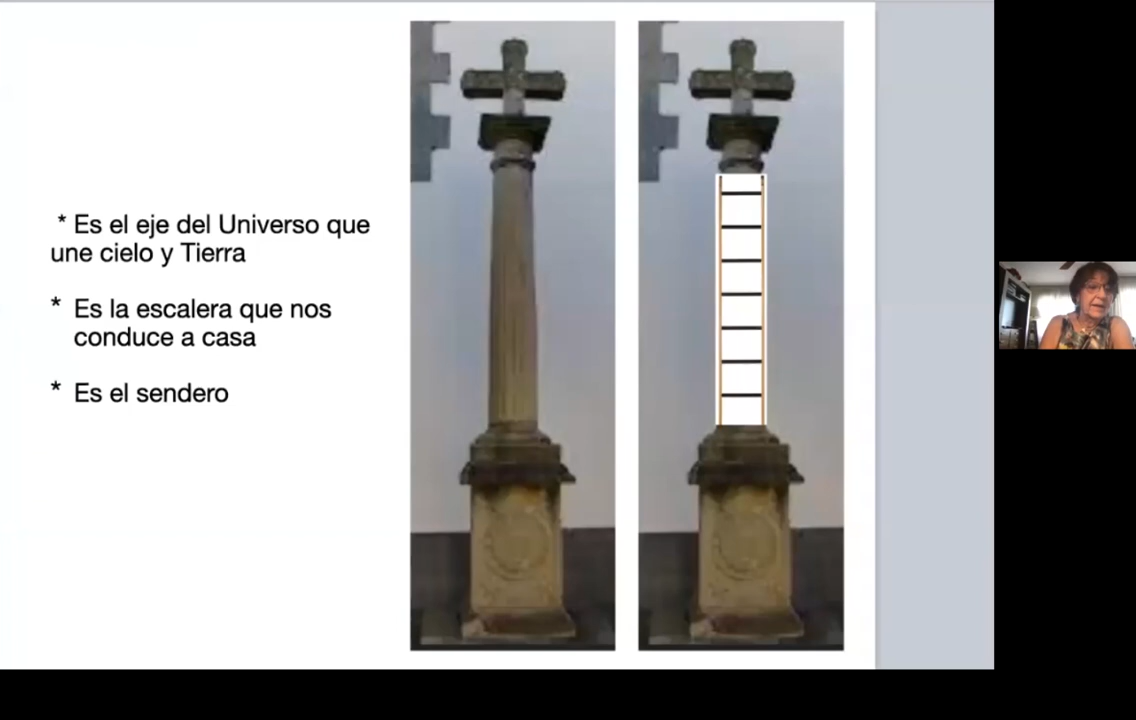 * Es el eje del Universo que
une cielo y Tierra
* Es la escalera que nos
conduce a casa
* Es el sendero